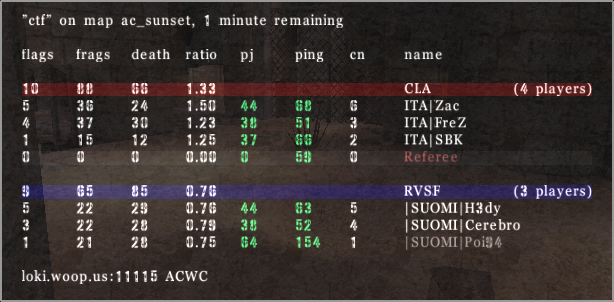 "ctf" on map ac_sunset, 1 minute remaining
flags frags death ratio pj ping cn name
10 88 66 1.33 CLA (4 players)
5 36 24 1.50 44 68 6 ITA|Zac
4 37 30 1.23 38 51 3 ITA|FreZ
1 15 12 1.25 37 66 2 ITA|SBK
0 0 0 0.00 0 59 0 Referee
9 65 85 0.76 RVSF (3 players)
5 22 29 0.76 44 63 5 |SUOMI|H3dy
3 22 28 0.79 38 52 4 |SUOMI|Cerebro
1 21 28 0.75 64 154 1 |SUOMI|Poi94
loki.woop.us:11115 ACWC